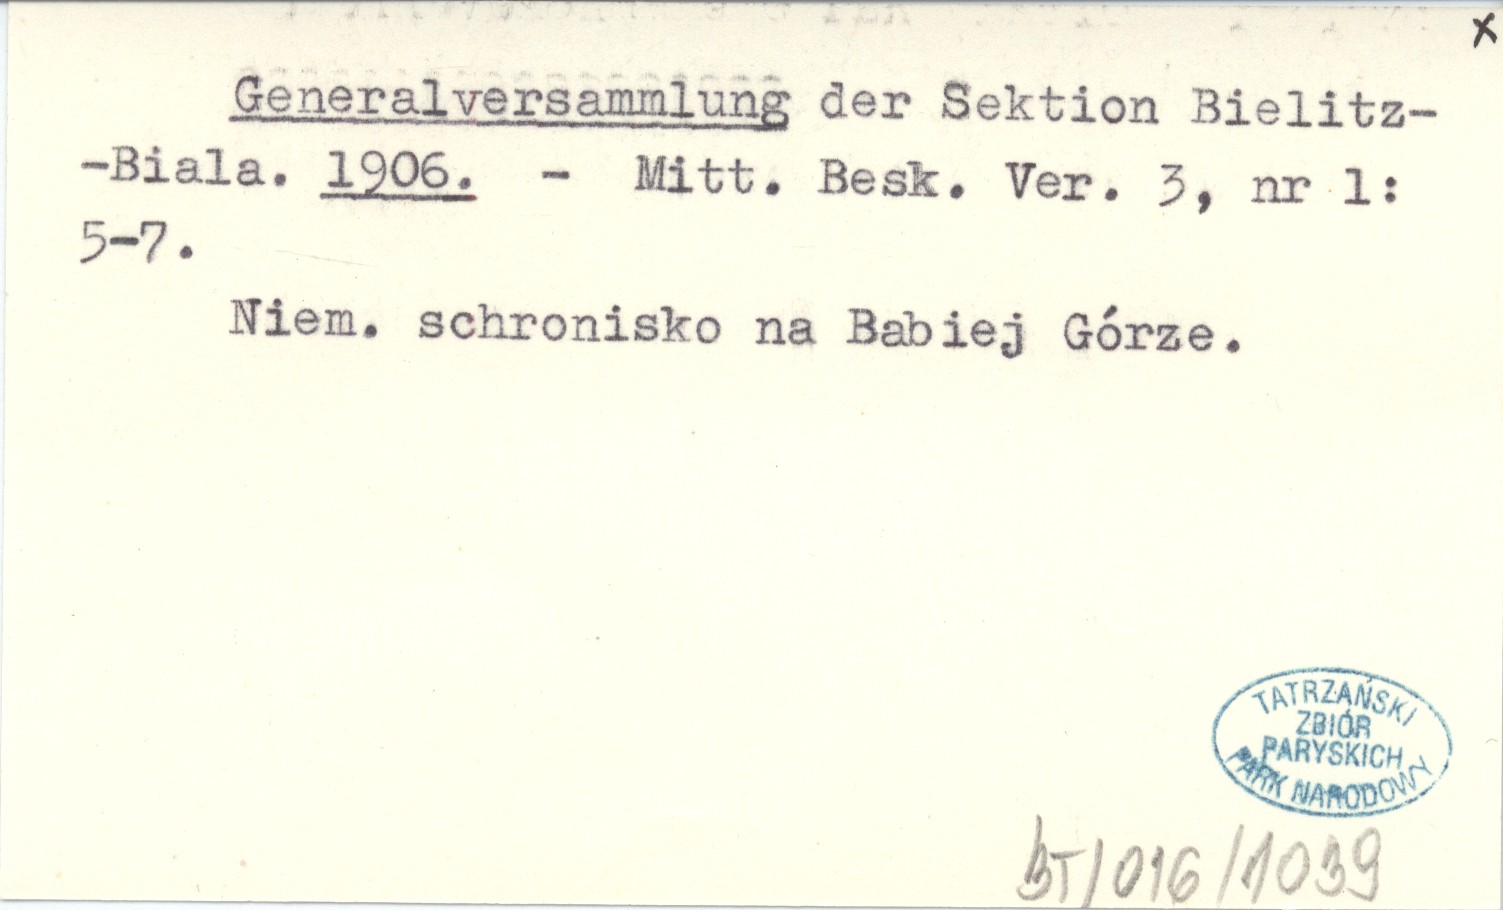 x
Generalversammlung der Sektion Bielitz-
-Biala. 1906. - Mitt. Besk. Ver. 3, nr 1:
5-7.
Niem. schronisko na Babiej Górze.
TATRZAŃSKI
ZBIÓR
PARYSKICH
PARK NARODOWY
BT/016/1039